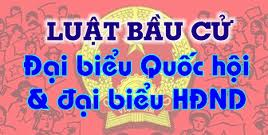 LUẬT BẦU CỬ
Đại biểu Quốc hội
& đại biểu HĐND